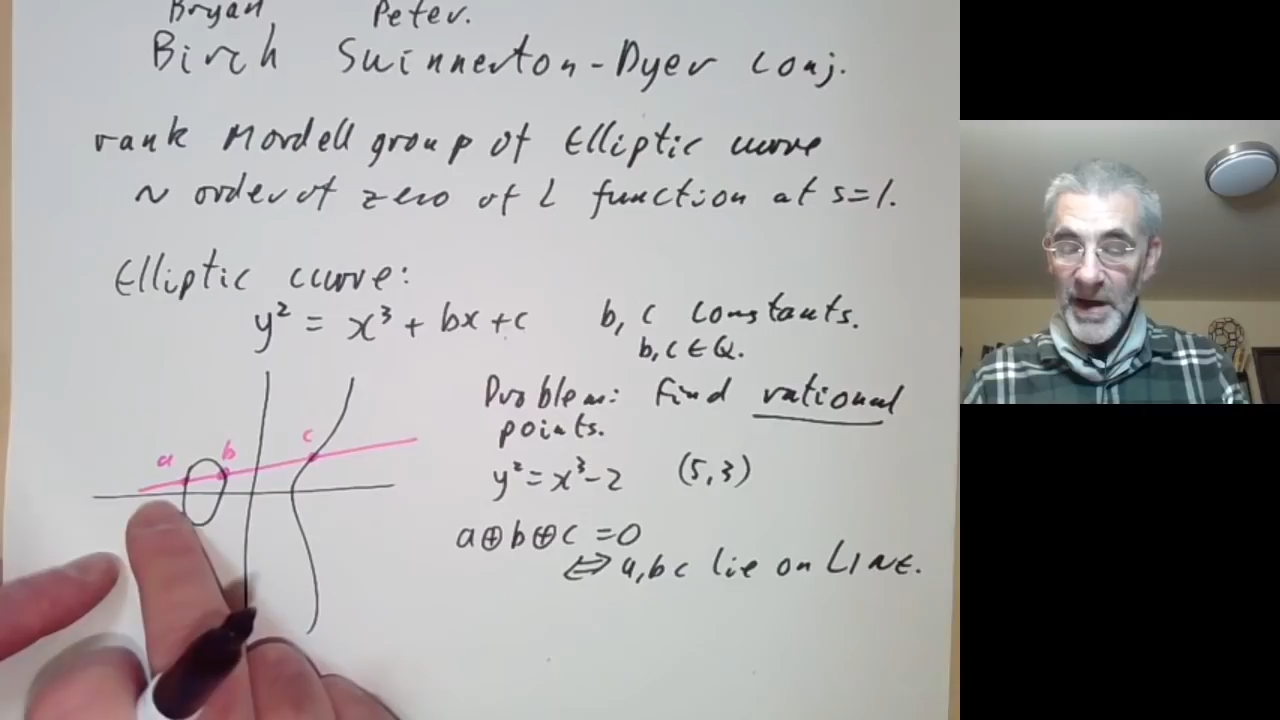 Bryan Peter.
Birch Swinnerton-Dyer conj.
rank Mordell group of Elliptic curve
~ order of zero of L function at s=1.
Elliptic curve:
y² = x³ + bx + c b, c constants.
b, c ∈ Q.
Problem: Find rational
points.
y² = x³ - 2 (5,3)
a b c
a ⊕ b ⊕ c = 0
⇔ a, b c lie on LINE.